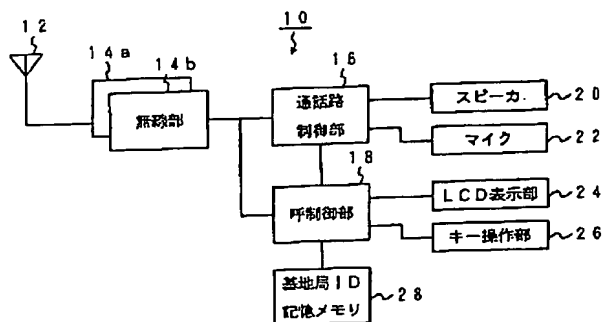 10
12
14a
14b
無線部
16
通話路
制御部
スピーカ.
20
マイク
22
18
呼制御部
LCD表示部
24
キー操作部
26
基地局ID
記憶メモリ
28